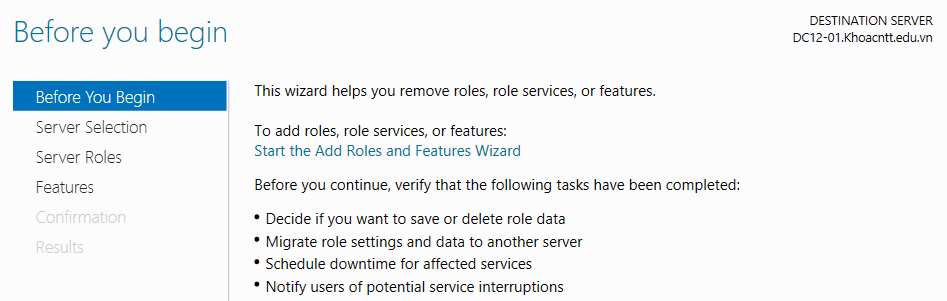 Before you begin
DESTINATION SERVER
DC12-01.Khoacntt.edu.vn
Before You Begin
Server Selection
Server Roles
Features
Confirmation
Results
This wizard helps you remove roles, role services, or features.
To add roles, role services, or features:
Start the Add Roles and Features Wizard
Before you continue, verify that the following tasks have been completed:
• Decide if you want to save or delete role data
• Migrate role settings and data to another server
• Schedule downtime for affected services
• Notify users of potential service interruptions